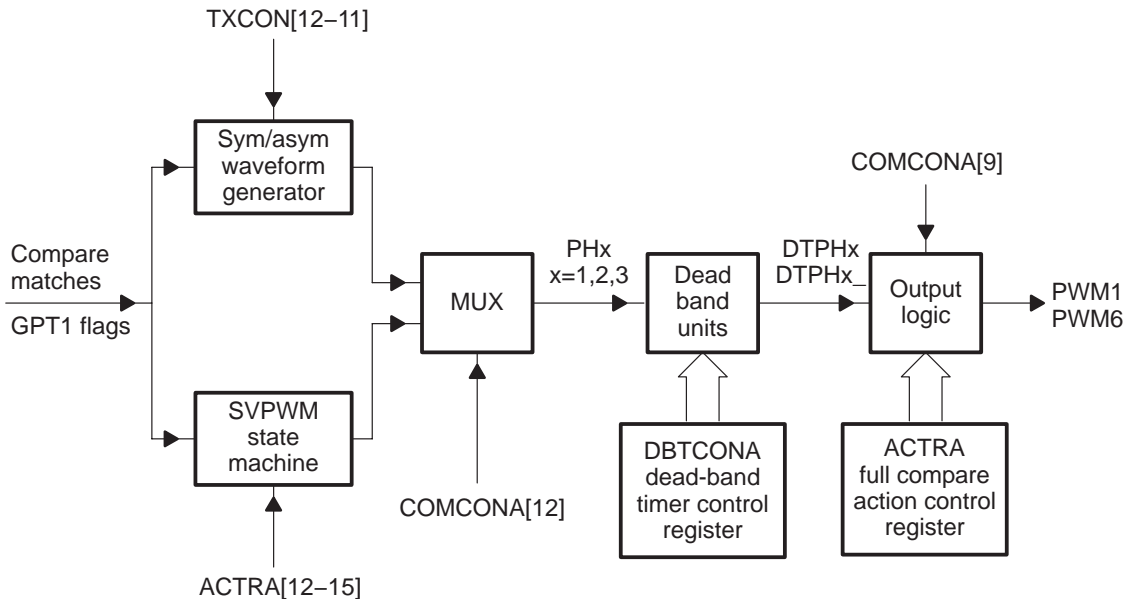 TXCON[12–11]
Sym/asym
waveform
generator
COMCONA[9]
Compare
matches
GPT1 flags
MUX
PHx
x=1,2,3
Dead
band
units
DTPHx
DTPHx_
Output
logic
PWM1
PWM6
SVPWM
state
machine
COMCONA[12]
DBTCONA
dead-band
timer control
register
ACTRA
full compare
action control
register
ACTRA[12–15]